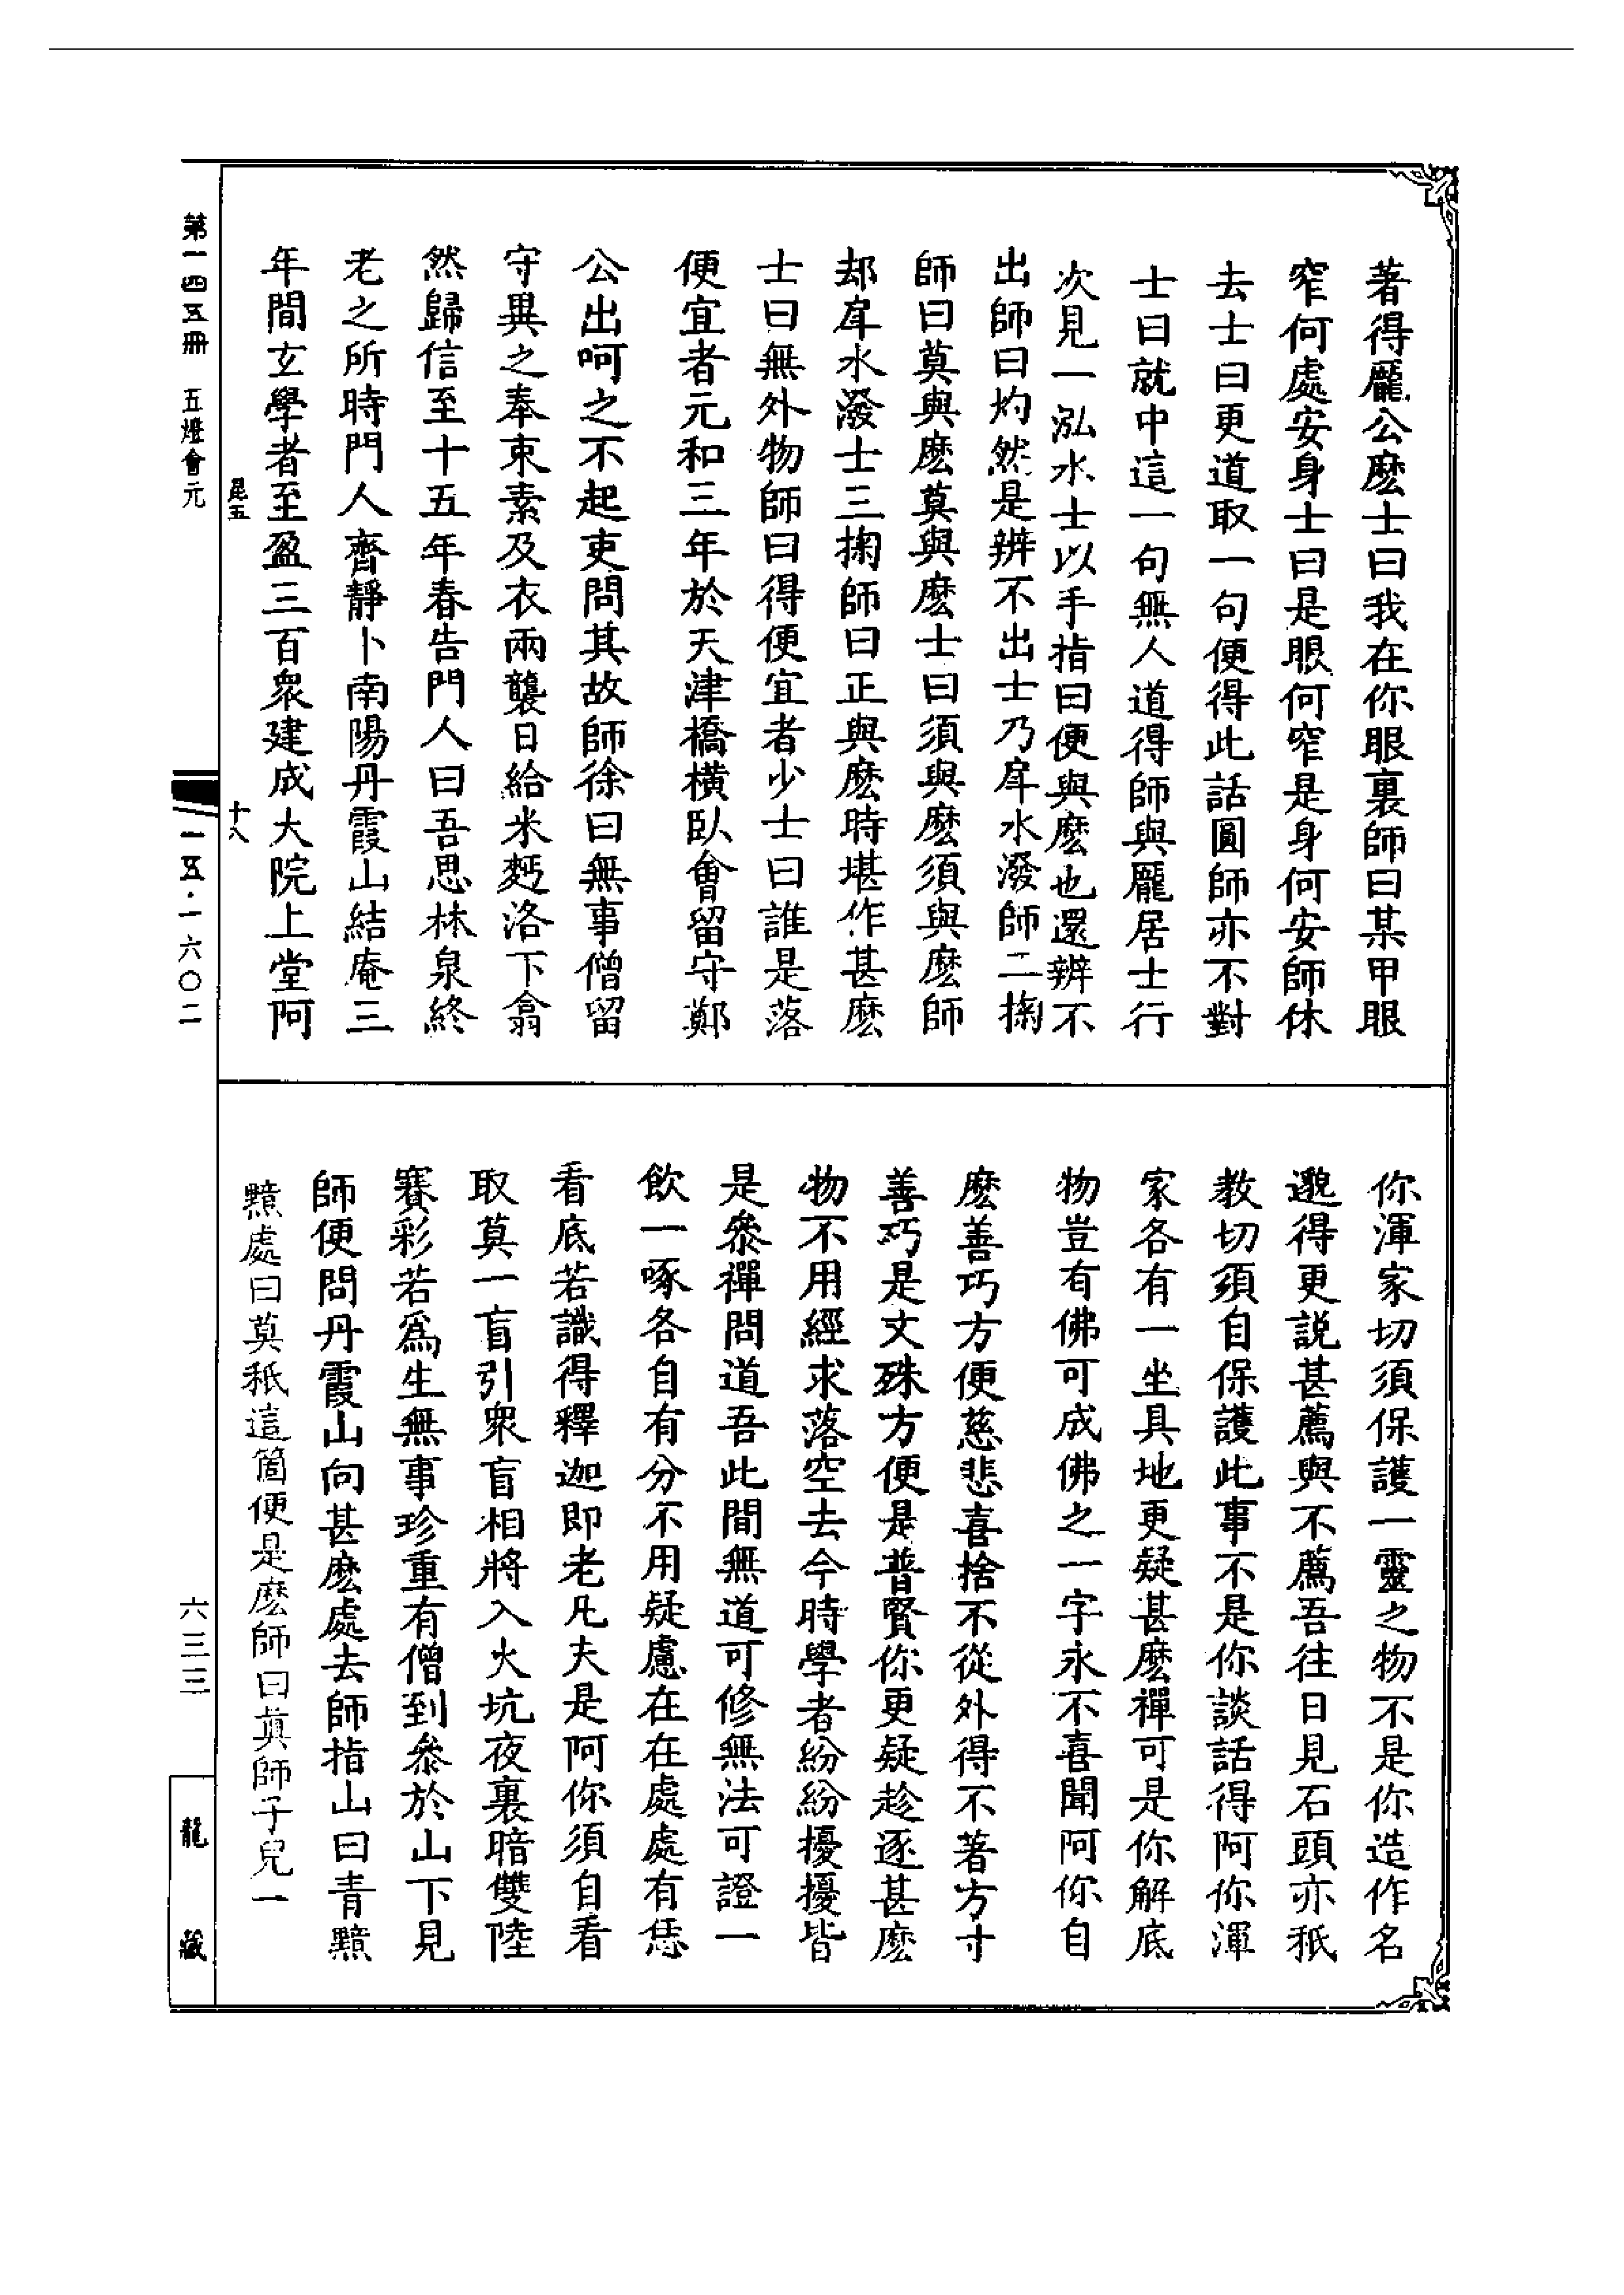 著得龐公麽士曰我在你眼裏師曰某甲眼
窄何處安身士曰是眼何窄是身何安師休
去士曰更道取一句便得此話圓師亦不對
士曰就中這一句無人道得師與龐居士行
次見一泓水士以手指曰便與麽也還辨不
出師曰灼然是辨不出士乃戽水潑師二掬
師曰莫與麽莫與麽士曰須與麽須與麽師
却戽水潑士三掬師曰正與麽時堪作甚麽
士曰無外物師曰得便宜者少士曰誰是落
便宜者元和三年於天津橋橫臥會留守鄭
公出呵之不起吏問其故師徐曰無事僧留
守異之奉束素及衣兩襲日給米麪洛下翕
然歸信至十五年春告門人曰吾思林泉終
老之所時門人齊靜卜南陽丹霞山結庵三
年間玄學者至盈三百衆建成大院上堂阿
你渾家切須保護一靈之物不是你造作名
邈得更説甚薦與不薦吾往日見石頭亦秖
教切須自保護此事不是你談話得阿你渾
家各有一坐具地更疑甚麽禪可是你解底
物豈有佛可成佛之一字永不喜聞阿你自
麽善巧方便慈悲喜捨不從外得不著方寸
善巧是文殊方便是普賢你更疑趁逐甚麽
物不用經求落空去今時學者紛紛擾擾皆
是叅禪問道吾此間無道可修無法可證一
飲一啄各自有分不用疑慮在在處處有恁
看底若識得釋迦即老凡夫是阿你須自看
取莫一盲引衆盲相將入火坑夜裏暗雙陸
賽彩若爲生無事珍重有僧到叅於山下見
師便問丹霞山向甚麽處去師指山曰青黯
黯處曰莫秖這箇便是麽師曰眞師子兒一
昆五
十八
第一四五冊 五燈會元
一五·一六〇二
六三三
龍藏